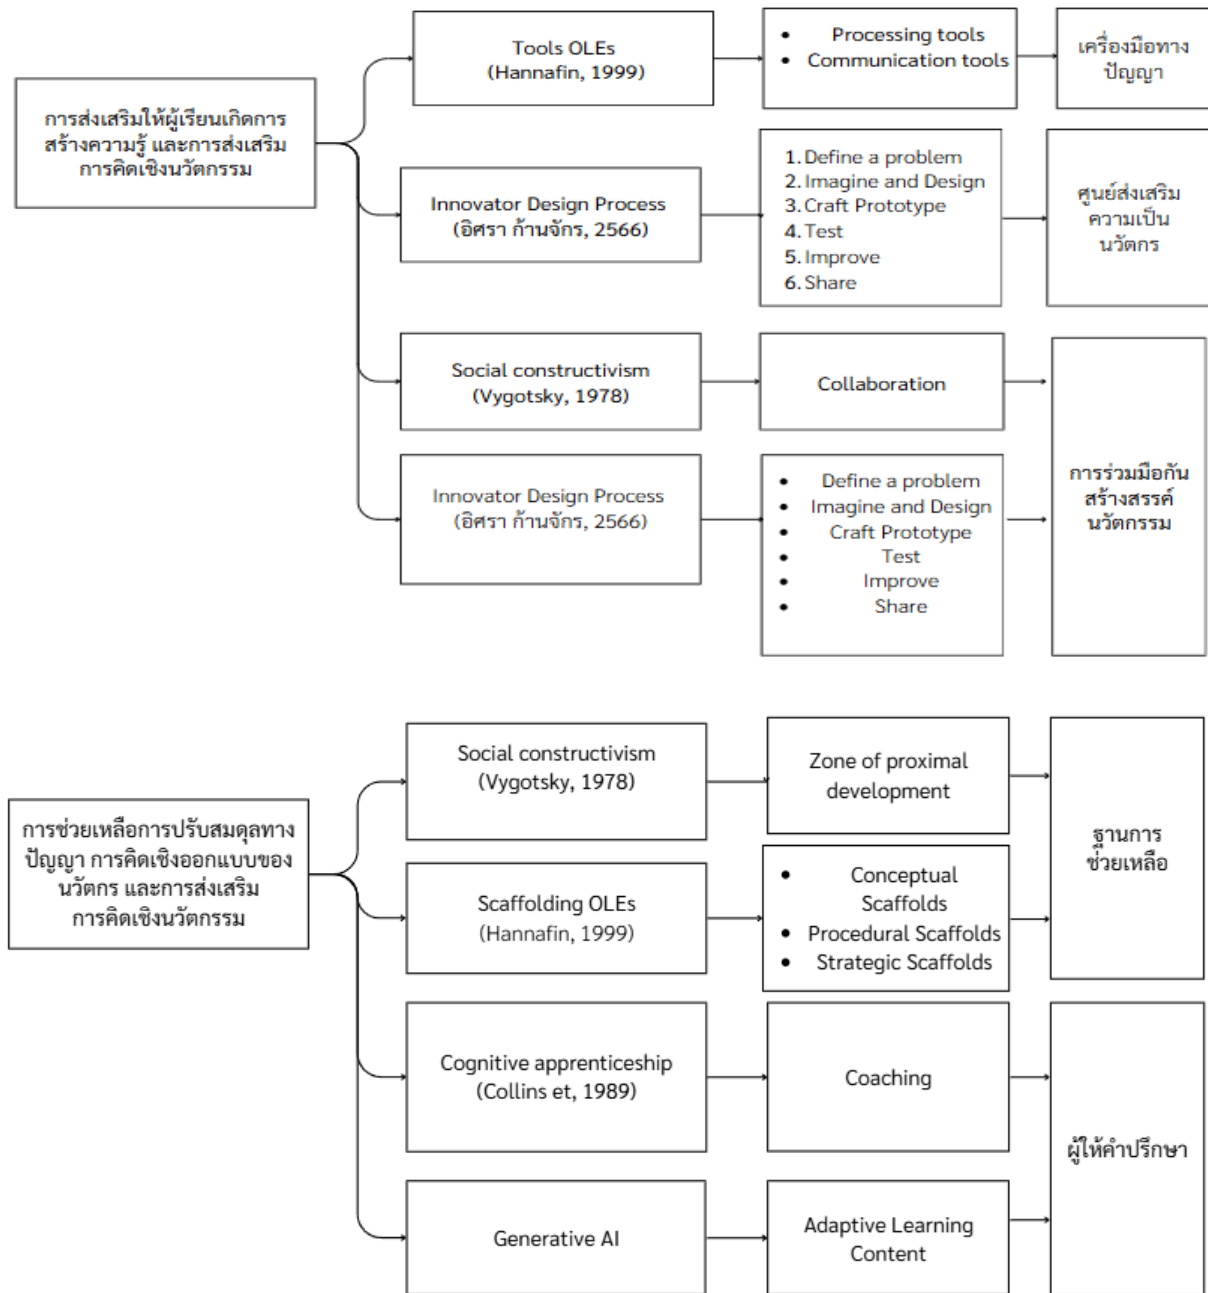 การส่งเสริมให้ผู้เรียนเกิดการ
สร้างความรู้ และการส่งเสริม
การคิดเชิงนวัตกรรม
Tools OLEs
(Hannafin, 1999)
• Processing tools
• Communication tools
เครื่องมือทาง
ปัญญา
Innovator Design Process
(อิศรา ก้านจักร, 2566)
1. Define a problem
2. Imagine and Design
3. Craft Prototype
4. Test
5. Improve
6. Share
ศูนย์ส่งเสริม
ความเป็น
นวัตกร
Social constructivism
(Vygotsky, 1978)
Collaboration
Innovator Design Process
(อิศรา ก้านจักร, 2566)
• Define a problem
• Imagine and Design
• Craft Prototype
• Test
• Improve
• Share
การร่วมมือกัน
สร้างสรรค์
นวัตกรรม
การช่วยเหลือการปรับสมดุลทาง
ปัญญา การคิดเชิงออกแบบของ
นวัตกร และการส่งเสริม
การคิดเชิงนวัตกรรม
Social constructivism
(Vygotsky, 1978)
Zone of proximal
development
Scaffolding OLEs
(Hannafin, 1999)
• Conceptual
Scaffolds
• Procedural Scaffolds
• Strategic Scaffolds
ฐานการ
ช่วยเหลือ
Cognitive apprenticeship
(Collins et, 1989)
Coaching
Generative AI
Adaptive Learning
Content
ผู้ให้คำปรึกษา